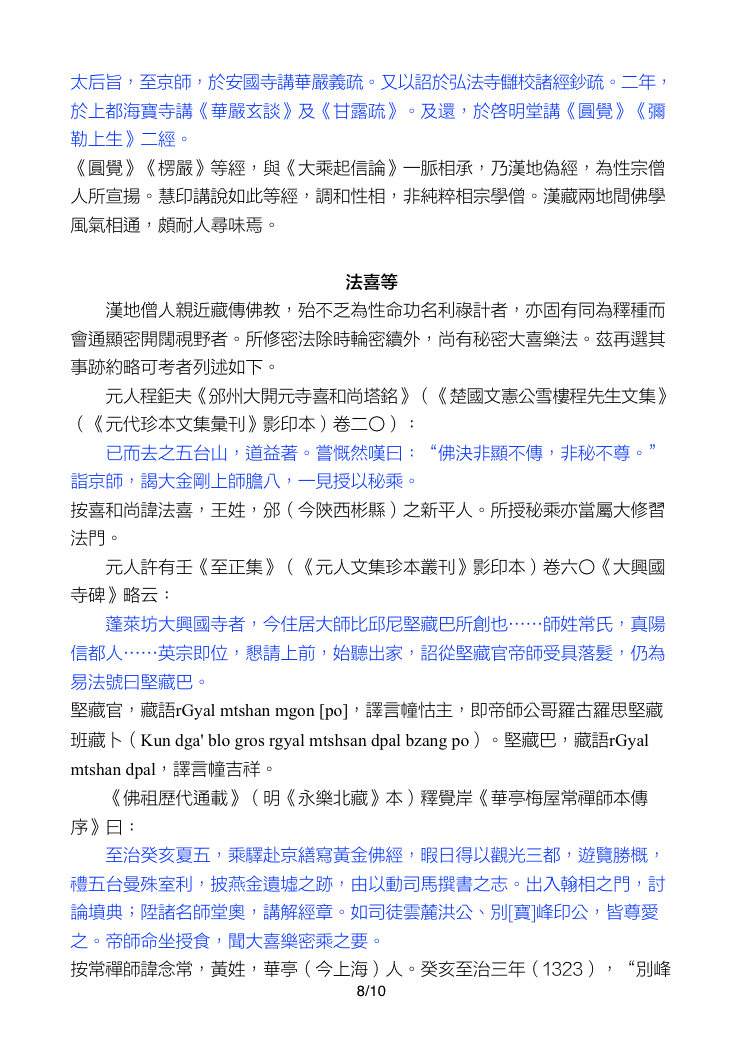 太后旨，至京師，於安國寺講華嚴義疏。又以詔於弘法寺讎校諸經鈔疏。二年，
於上都海寶寺講《華嚴玄談》及《甘露疏》。及還，於啓明堂講《圓覺》《彌
勒上生》二經。
《圓覺》《楞嚴》等經，與《大乘起信論》一脈相承，乃漢地偽經，為性宗僧
人所宣揚。慧印講說如此等經，調和性相，非純粹相宗學僧。漢藏兩地間佛學
風氣相通，頗耐人尋味焉。
法喜等
漢地僧人親近藏傳佛教，殆不乏為性命功名利祿計者，亦固有同為釋種而
會通顯密開闊視野者。所修密法除時輪密續外，尚有秘密大喜樂法。茲再選其
事跡約略可考者列述如下。
元人程鉅夫《邠州大開元寺喜和尚塔銘》（《楚國文憲公雪樓程先生文集》
（《元代珍本文集彙刊》影印本）卷二〇）：
已而去之五台山，道益著。嘗慨然嘆曰：“佛決非顯不傳，非秘不尊。”
詣京師，謁大金剛上師膽八，一見授以秘乘。
按喜和尚諱法喜，王姓，邠（今陝西彬縣）之新平人。所授秘乘亦當屬大修習
法門。
元人許有壬《至正集》（《元人文集珍本叢刊》影印本）卷六〇《大興國
寺碑》略云：
蓬萊坊大興國寺者，今住居大師比邱尼堅藏巴所創也⋯⋯師姓常氏，真陽
信都人⋯⋯英宗即位，懇請上前，始聽出家，詔從堅藏官帝師受具落髮，仍為
易法號曰堅藏巴。
堅藏官，藏語rGyal mtshan mgon [po]，譯言幢怙主，即帝師公哥羅古羅思堅藏
班藏卜（Kun dga' blo gros rgyal mtshsan dpal bzang po）。堅藏巴，藏語rGyal
mtshan dpal，譯言幢吉祥。
《佛祖歷代通載》（明《永樂北藏》本）釋覺岸《華亭梅屋常禪師本傳
序》曰：
至治癸亥夏五，乘驛赴京繕寫黃金佛經，暇日得以觀光三都，遊覽勝概，
禮五台曼殊室利，披燕金遺墟之跡，由以動司馬撰書之志。出入翰相之門，討
論墳典；陞諸名師堂奧，講解經章。如司徒雲麓洪公、別[寶]峰印公，皆尊愛
之。帝師命坐授食，聞大喜樂密乘之要。
按常禪師諱念常，黃姓，華亭（今上海）人。癸亥至治三年（1323），“別峰
8/10